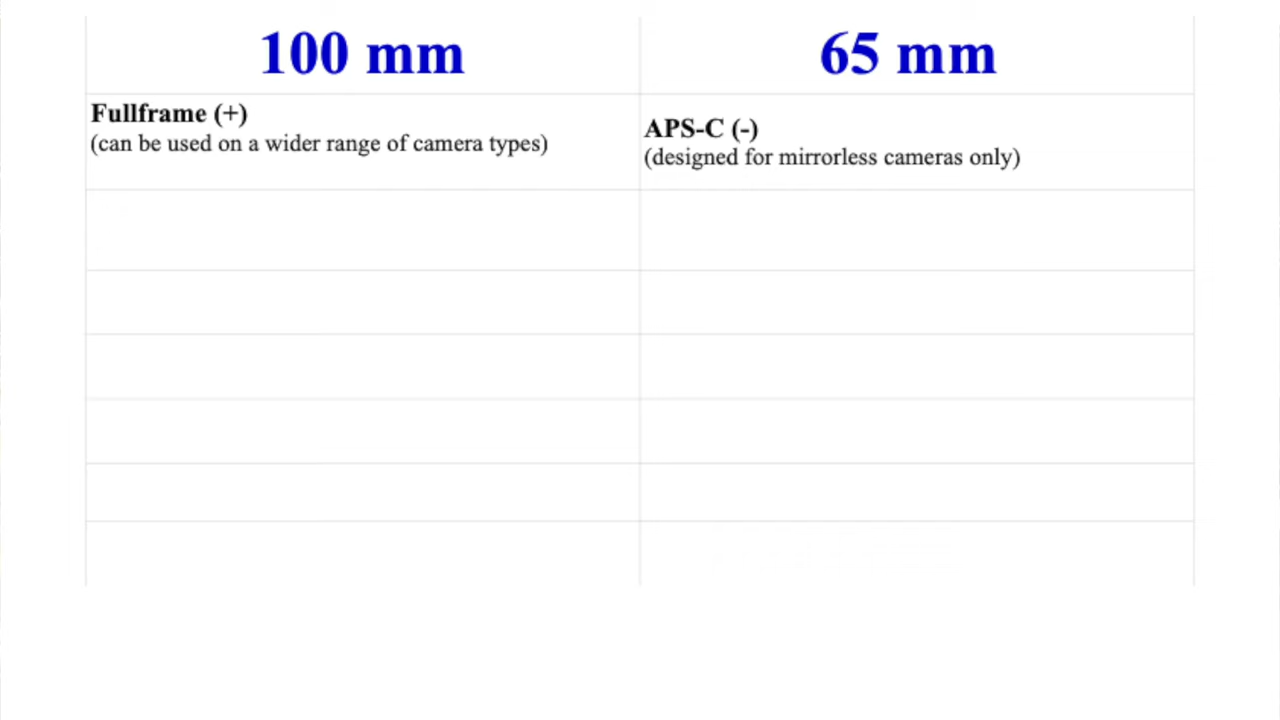 100 mm
65 mm
Fullframe (+)
(can be used on a wider range of camera types)
APS-C (-)
(designed for mirrorless cameras only)